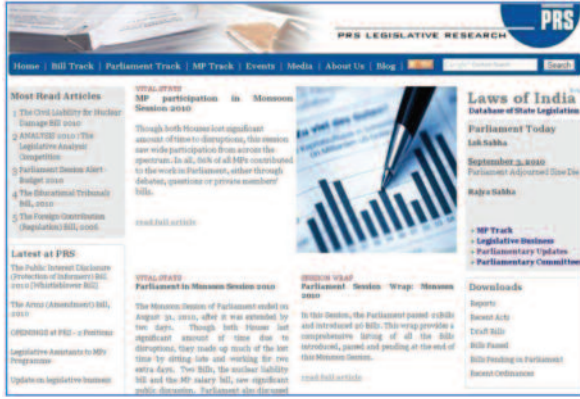 PRS
PRS LEGISLATIVE RESEARCH
Home | Bill Track | Parliament Track | MP Track | Events | Media | About Us | Blog |
Search
Most Read Articles
1 The Civil Liability for Nuclear
Damage Bill 2010
2 ANALYSIS 2010 : The
Legislative Analysis
Competition
3 Parliament Session Alert -
Budget 2010
4 The Educational Tribunals
Bill, 2010
5 The Foreign Contribution
(Regulation) Bill, 2006
Latest at PRS
The Public Interest Disclosure
(Protection of Informers) Bill,
2010 [Whistleblower Bill]
The Arms (Amendment) Bill,
2010
OPENINGS at PRS - 2 Positions
Legislative Assistants to MPs
Programme
Update on legislative business
VITAL STATS
MP participation in Monsoon
Session 2010
Though both Houses lost significant
amount of time to disruptions, this session
saw wide participation from across the
spectrum. In all, 86% of all MPs contributed
to the work in Parliament, either through
debates, questions or private members'
bills.
read full article
VITAL STATS
Parliament in Monsoon Session 2010
The Monsoon Session of Parliament ended on
August 31, 2010, after it was extended by
two days. Though both Houses lost
significant amount of time due to
disruptions, they made up much of the lost
time by sitting late and working for two
extra days. Two Bills, the nuclear liability
bill and the MP salary bill, saw significant
public discussion. Parliament also discussed
SESSION WRAP
Parliament Session Wrap: Monsoon
2010
In this Session, the Parliament passed 21Bills
and introduced 20 Bills. This wrap provides a
comprehensive listing of all the Bills
introduced, passed and pending at the end of
this Monsoon Session.
read full article
Laws of India
Database of State Legislation
Parliament Today
Lok Sabha
September 3, 2010
Parliament Adjourned Sine Die
Rajya Sabha
» MP Track
» Legislative Business
» Parliamentary Updates
» Parliamentary Committee
Downloads
Reports
Recent Acts
Draft Bills
Bills Passed
Bills Pending in Parliament
Recent Ordinances